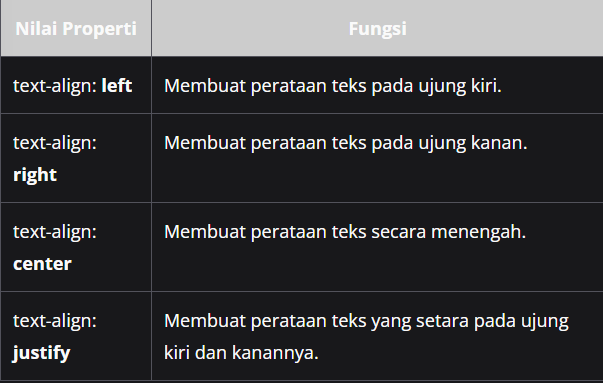 Nilai Properti Fungsi
text-align: left Membuat perataan teks pada ujung kiri.
text-align: Membuat perataan teks pada ujung kanan.
right
text-align: Membuat perataan teks secara menengah.
center
text-align: Membuat perataan teks yang setara pada ujung
justify kiri dan kanannya.